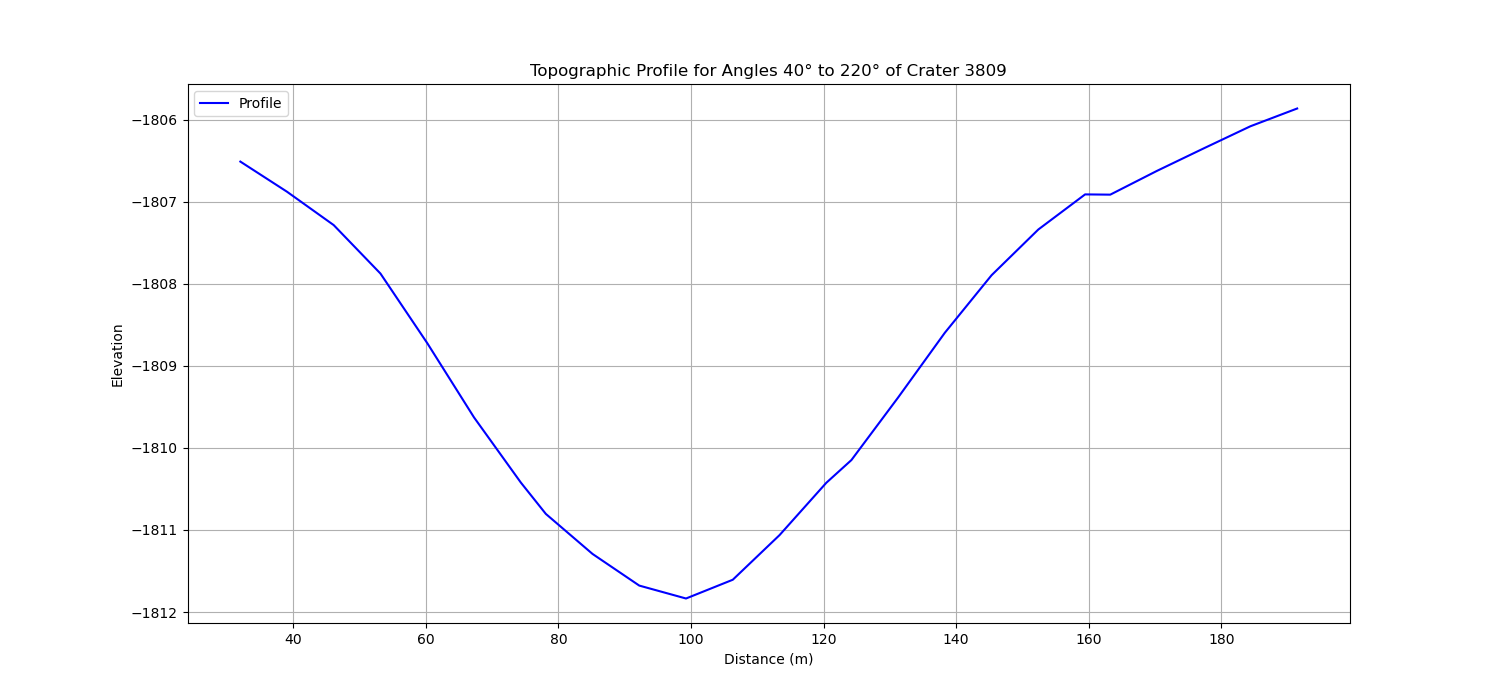 Topographic Profile for Angles 40° to 220° of Crater 3809
Profile
−1806
−1807
−1808
−1809
−1810
−1811
−1812
Elevation
40 60 80 100 120 140 160 180
Distance (m)